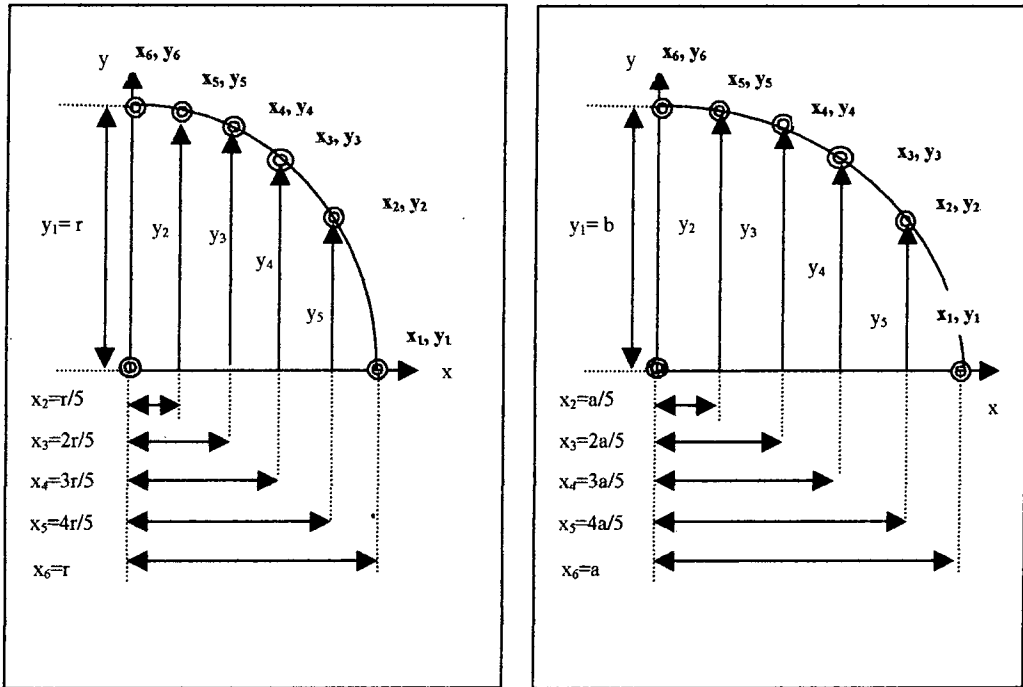 x₆, y₆
y
x₅, y₅
x₄, y₄
x₃, y₃
x₂, y₂
y₁= r
y₂
y₃
y₄
y₅
x₁, y₁
x
x₂=r/5
x₃=2r/5
x₄=3r/5
x₅=4r/5
x₆=r
x₆, y₆
y
x₅, y₅
x₄, y₄
x₃, y₃
x₂, y₂
y₁= b
y₂
y₃
y₄
y₅
x₁, y₁
x
x₂=a/5
x₃=2a/5
x₄=3a/5
x₅=4a/5
x₆=a